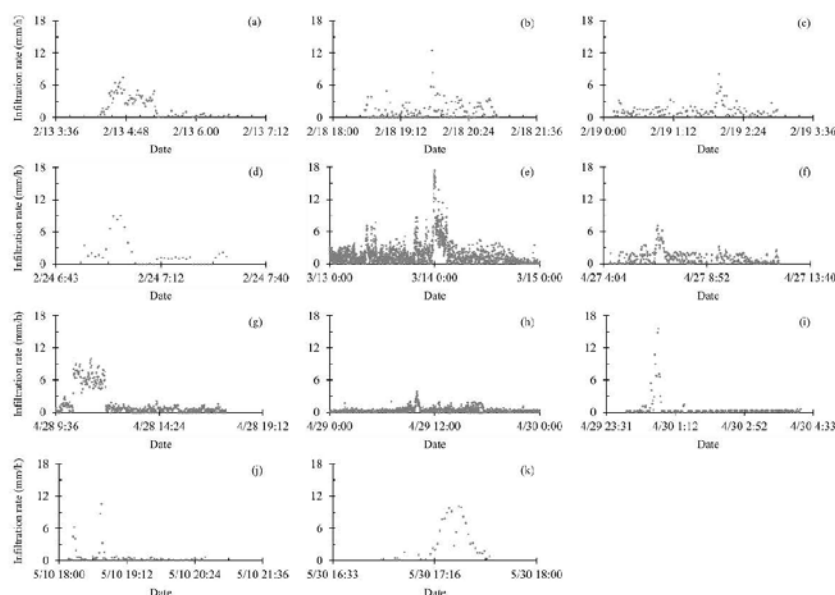 (a) (b) (c)
Infiltration rate (mm/h)
18 18 18
12 12 12
6 6 6
0 0 0
2/13 3:36 2/13 4:48 2/13 6:00 2/13 7:12 2/18 18:00 2/18 19:12 2/18 20:24 2/18 21:36 2/19 0:00 2/19 1:12 2/19 2:24 2/19 3:36
Date Date Date
(d) (e) (f)
Infiltration rate (mm/h)
18 18 18
12 12 12
6 6 6
0 0 0
2/24 6:43 2/24 7:12 2/24 7:40 3/13 0:00 3/14 0:00 3/15 0:00 4/27 4:04 4/27 8:52 4/27 13:40
Date Date Date
(g) (h) (i)
Infiltration rate (mm/h)
18 18 18
12 12 12
6 6 6
0 0 0
4/28 9:36 4/28 14:24 4/28 19:12 4/29 0:00 4/29 12:00 4/30 0:00 4/29 23:31 4/30 1:12 4/30 2:52 4/30 4:33
Date Date Date
(j) (k)
Infiltration rate (mm/h)
18 18
12 12
6 6
0 0
5/10 18:00 5/10 19:12 5/10 20:24 5/10 21:36 5/30 16:33 5/30 17:16 5/30 18:00
Date Date